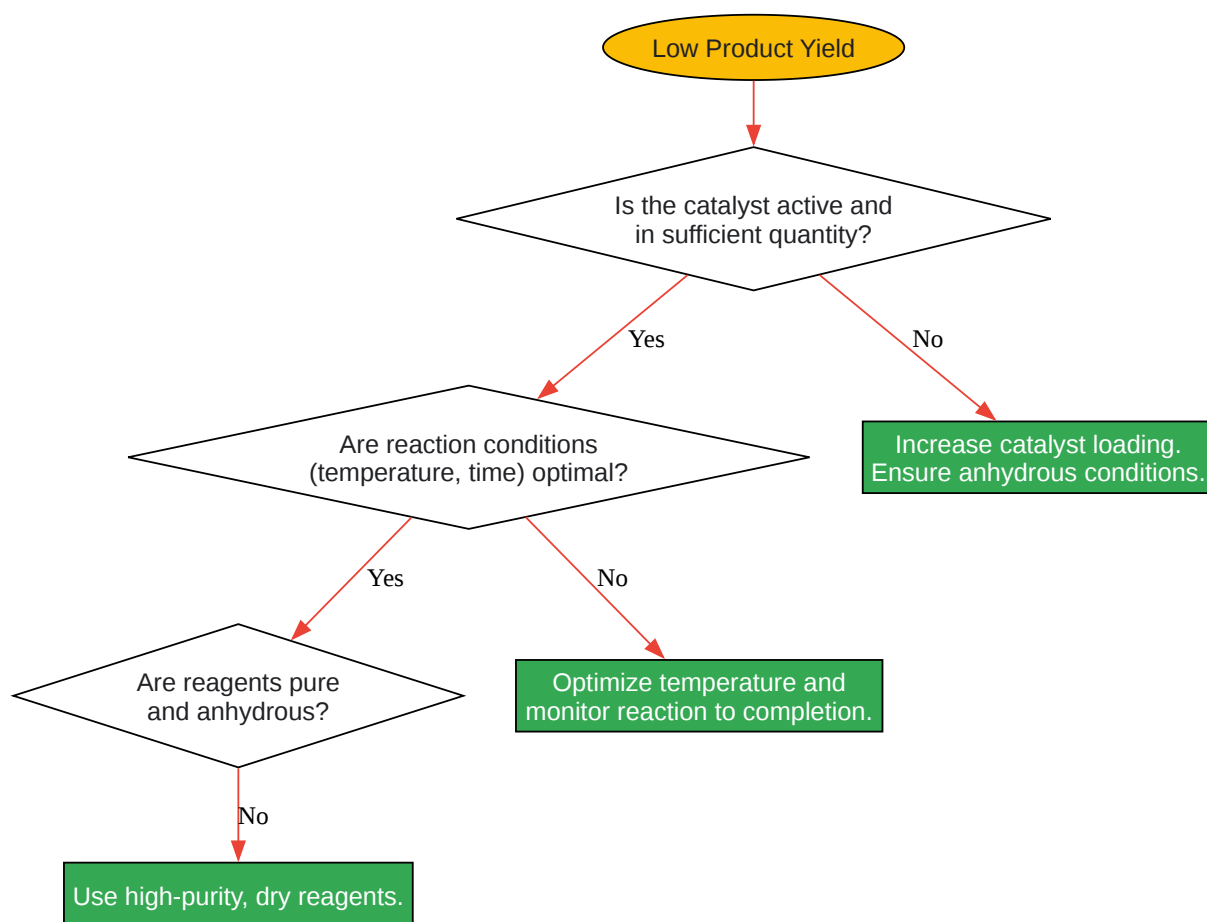 Low Product Yield
Is the catalyst active and
in sufficient quantity?
Yes
No
Are reaction conditions
(temperature, time) optimal?
Increase catalyst loading.
Ensure anhydrous conditions.
Yes
No
Are reagents pure
and anhydrous?
Optimize temperature and
monitor reaction to completion.
No
Use high-purity, dry reagents.